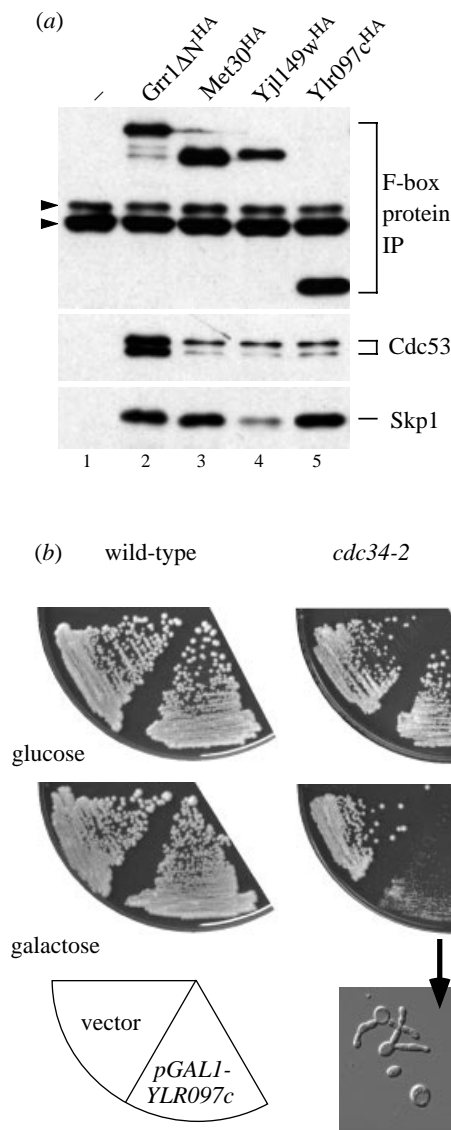 (a)
–
Grr1ΔN^HA
Met30^HA
Yjl149w^HA
Ylr097c^HA
F-box
protein
IP
Cdc53
Skp1
1 2 3 4 5
(b) wild-type cdc34-2
glucose
galactose
vector
pGAL1-
YLR097c